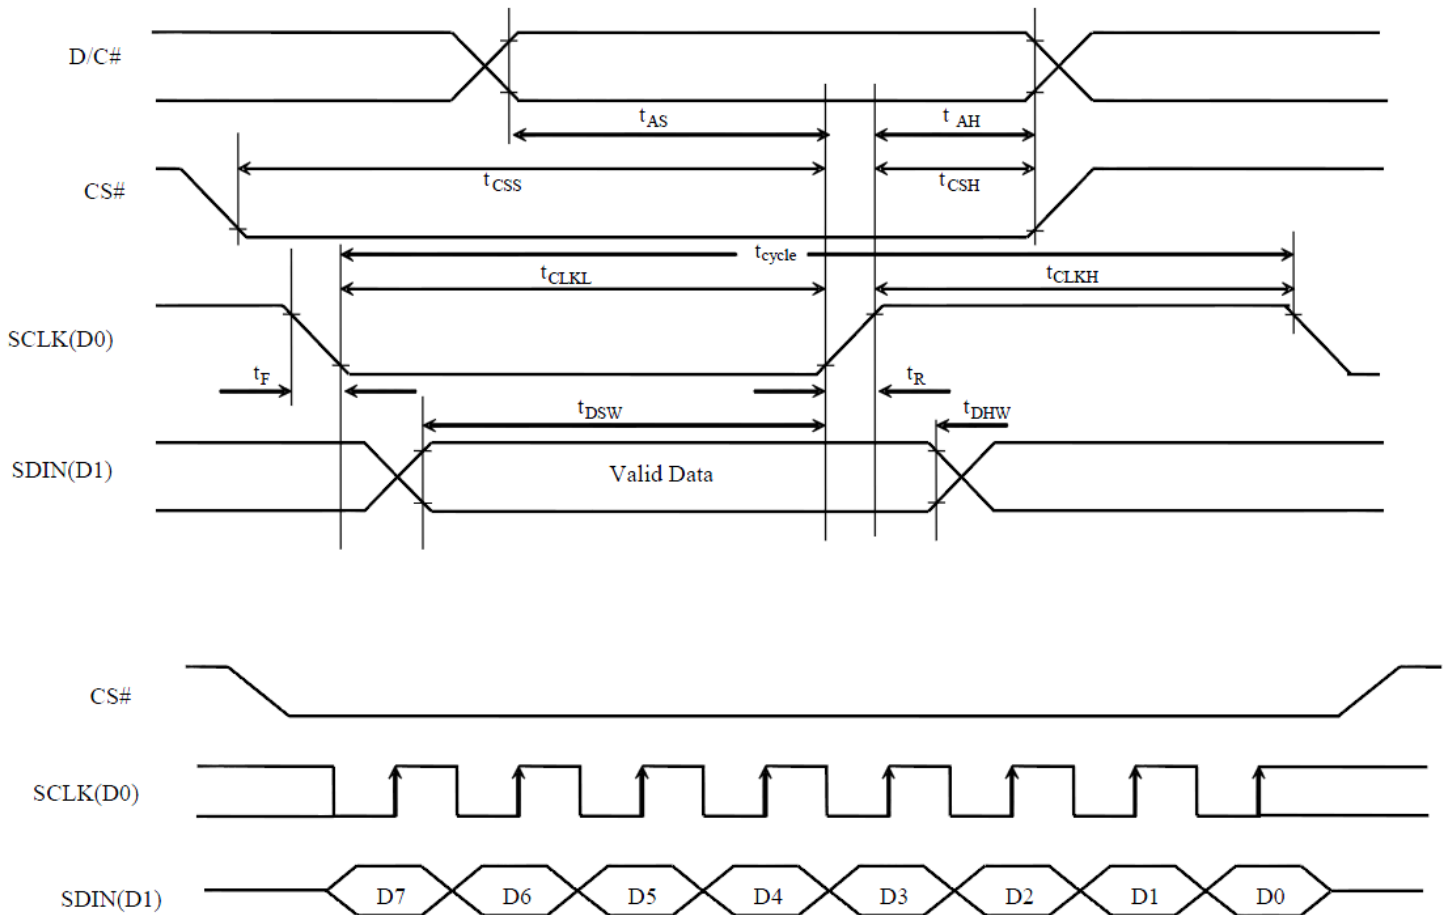 D/C#
tAS
t AH
CS#
tCSS
tCSH
tcycle
tCLKL
tCLKH
SCLK(D0)
tF
tR
tDSW
tDHW
SDIN(D1)
Valid Data
CS#
SCLK(D0)
SDIN(D1)
D7 D6 D5 D4 D3 D2 D1 D0